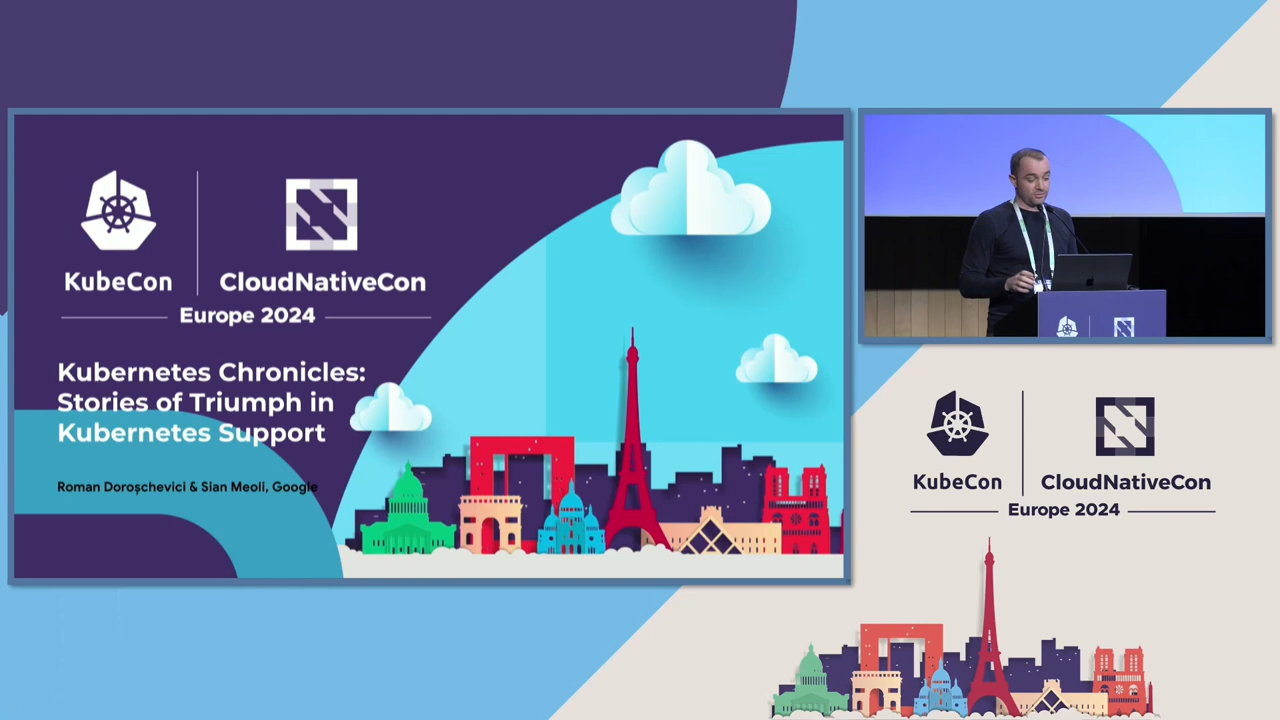 KubeCon
CloudNativeCon
Europe 2024
Kubernetes Chronicles:
Stories of Triumph in
Kubernetes Support
Roman Doroșchevici & Sian Meoli, Google
KubeCon
CloudNativeCon
Europe 2024